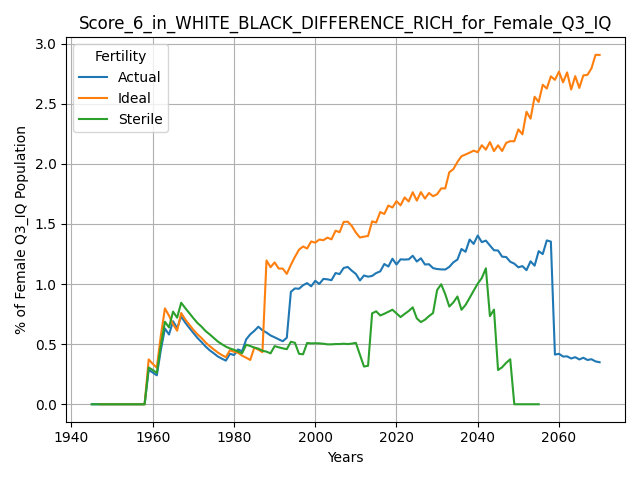 Score_6_in_WHITE_BLACK_DIFFERENCE_RICH_for_Female_Q3_IQ
3.0
2.5
2.0
1.5
1.0
0.5
0.0
% of Female Q3_IQ Population
Fertility
Actual
Ideal
Sterile
1940 1960 1980 2000 2020 2040 2060
Years